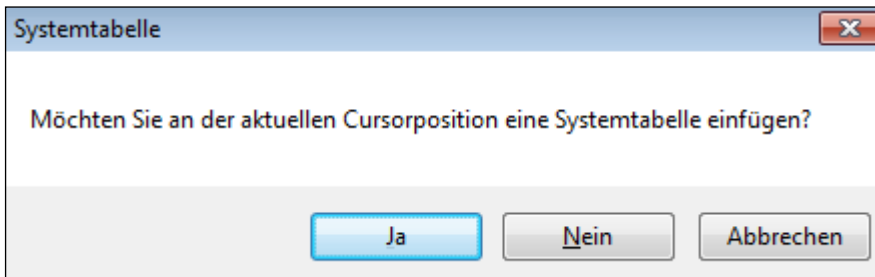 Systemtabelle
Möchten Sie an der aktuellen Cursorposition eine Systemtabelle einfügen?
Ja Nein Abbrechen